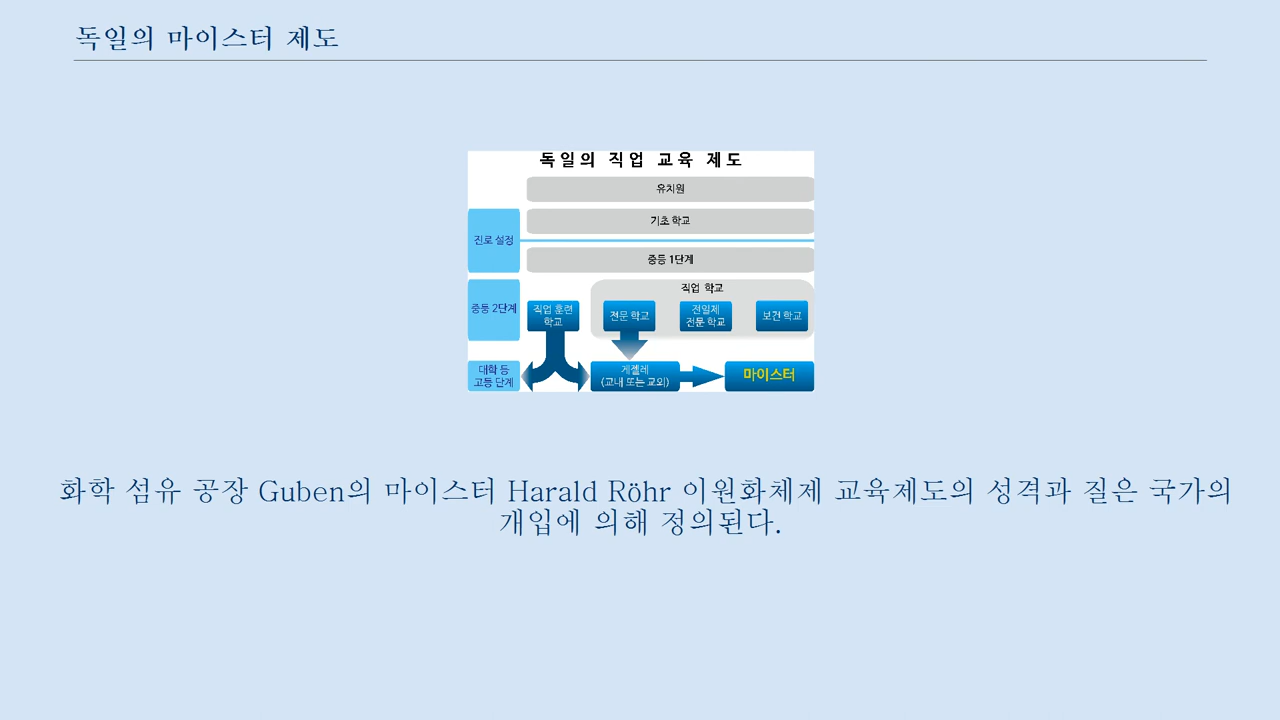 독일의 마이스터 제도
독일의 직업 교육 제도
유치원
기초 학교
진로 설정
중등 1단계
직업 학교
중등 2단계
직업 훈련
학교
전문 학교
전일제
전문 학교
보건 학교
대학 등
고등 단계
게젤레
(교내 또는 교외)
마이스터
화학 섬유 공장 Guben의 마이스터 Harald Röhr 이원화체제 교육제도의 성격과 질은 국가의
개입에 의해 정의된다.